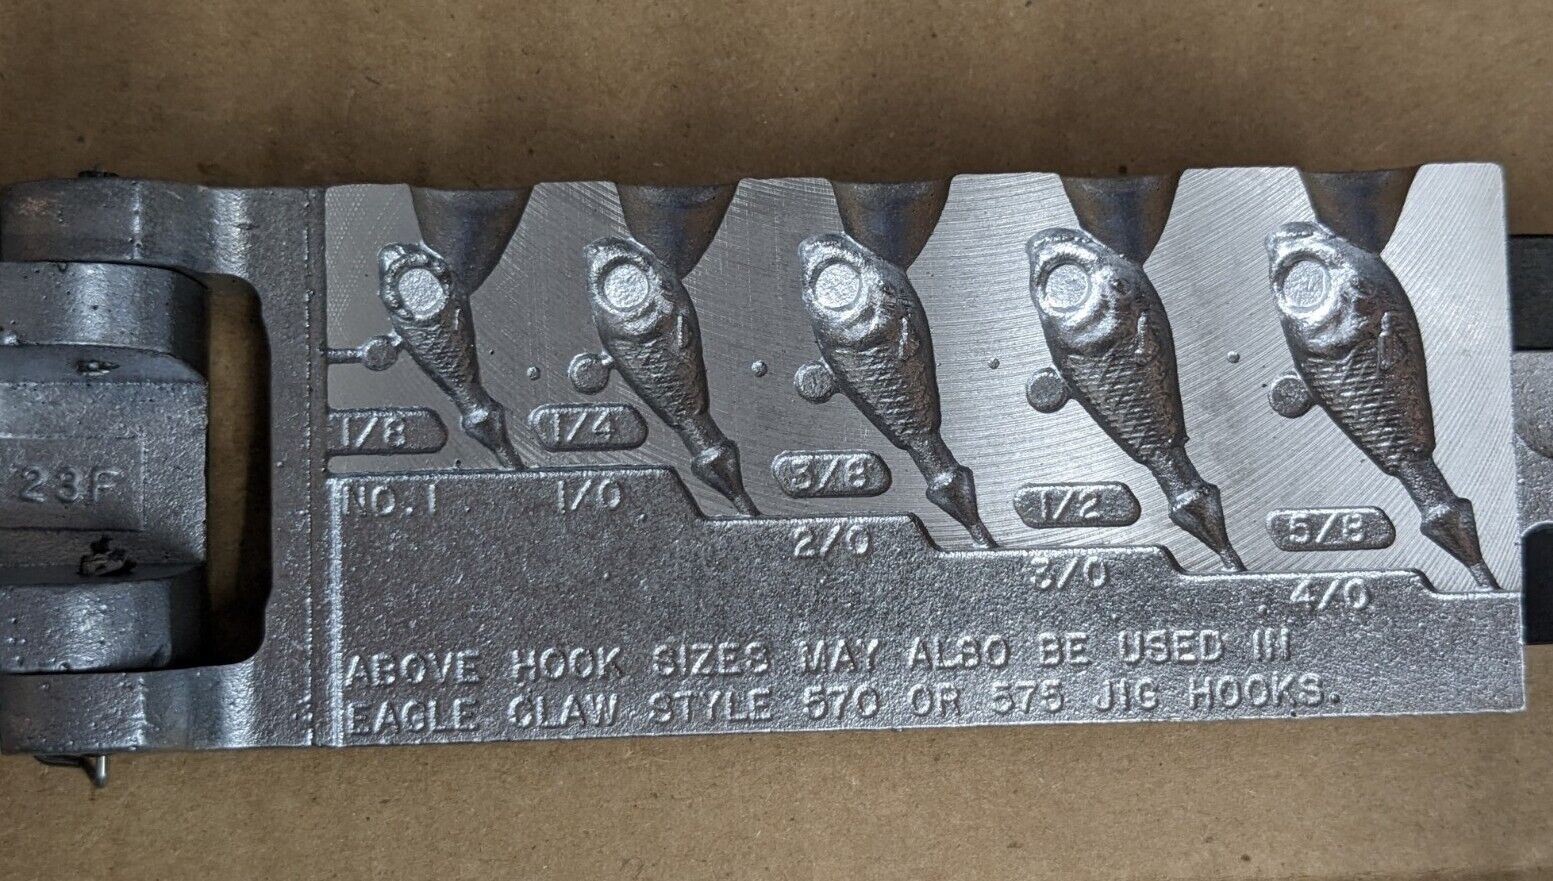 1/8 1/4 3/8 1/2 5/8
NO. 1 1/0 2/0 3/0 4/0
23F
ABOVE HOOK SIZES MAY ALSO BE USED IN
EAGLE CLAW STYLE 570 OR 575 JIG HOOKS.